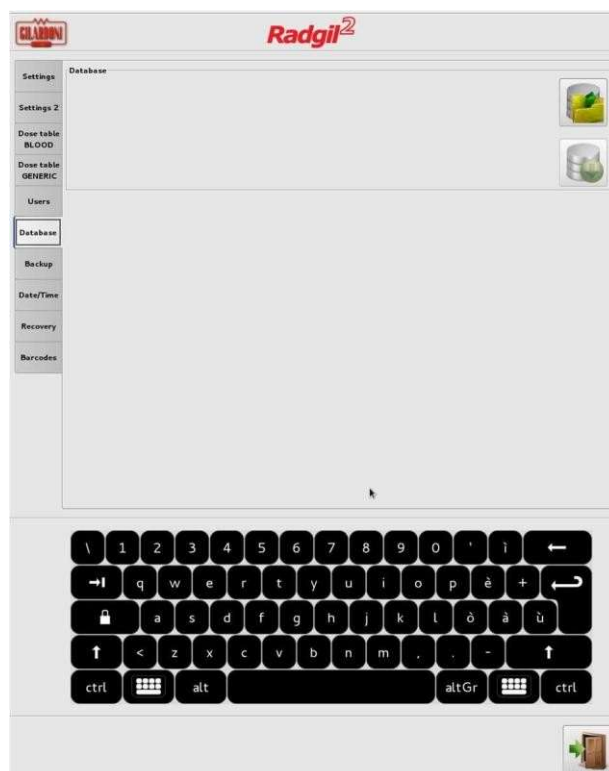 GILARDONI
Radgil2
Settings
Settings 2
Dose table
BLOOD
Dose table
GENERIC
Users
Database
Backup
Date/Time
Recovery
Barcodes
Database
\ 1 2 3 4 5 6 7 8 9 0 ' ì
q w e r t y u i o p è +
a s d f g h j k l ò à ù
< z x c v b n m , . -
ctrl alt altGr ctrl